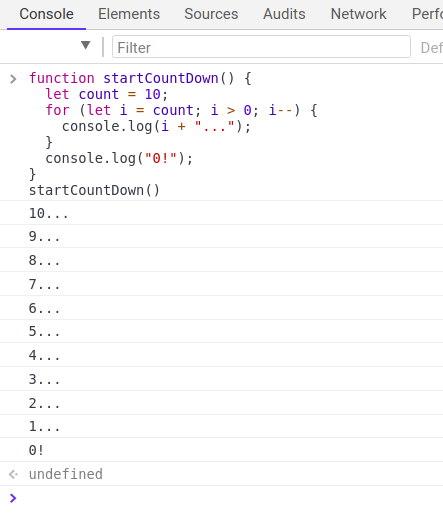 Console Elements Sources Audits Network Perfo
Filter Def
function startCountDown() {
  let count = 10;
  for (let i = count; i > 0; i--) {
    console.log(i + "...");
  }
  console.log("0!");
}
startCountDown()
10...
9...
8...
7...
6...
5...
4...
3...
2...
1...
0!
undefined